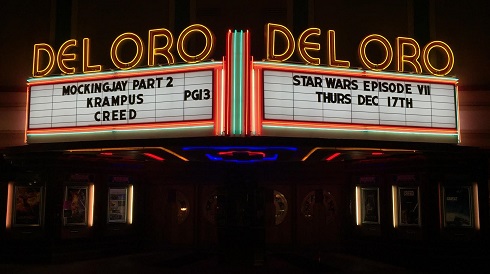 DEL ORO
MOCKINGJAY PART 2
KRAMPUS
CREED
PG13
DEL ORO
STAR WARS EPISODE VII
THURS DEC 17TH